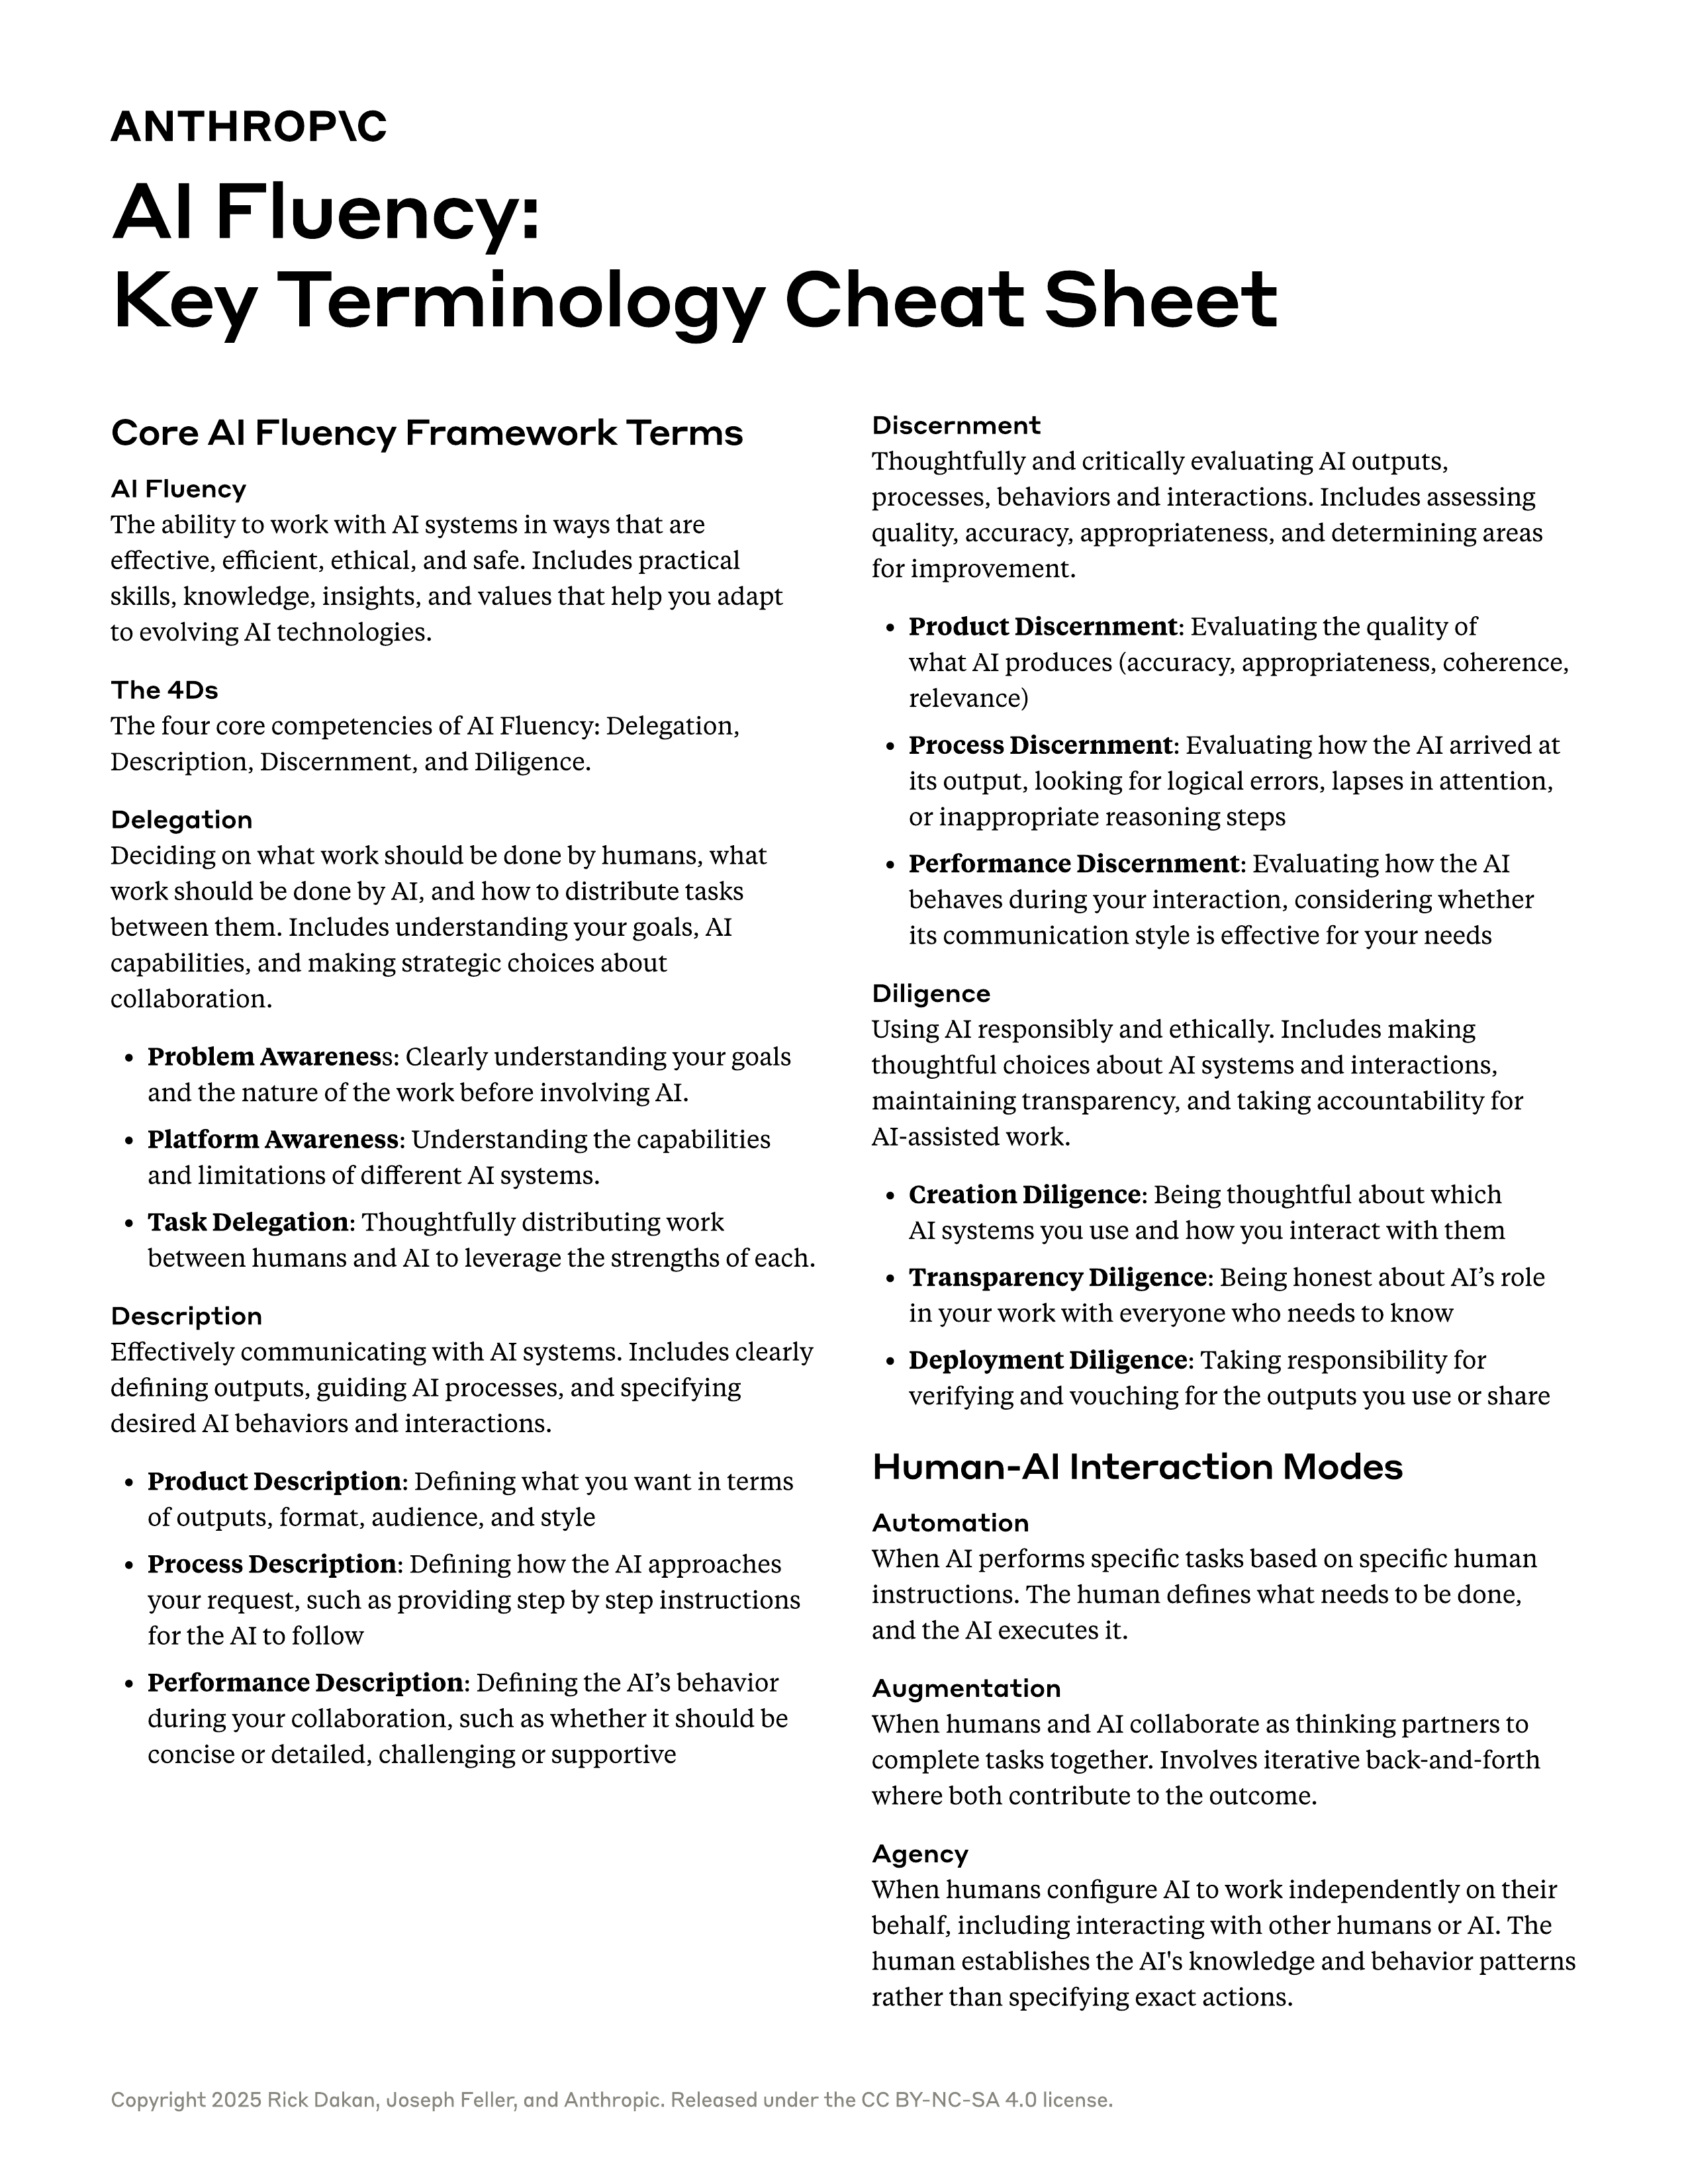 ANTHROP\C
AI Fluency:
Key Terminology Cheat Sheet
Core AI Fluency Framework Terms
AI Fluency
The ability to work with AI systems in ways that are
effective, efficient, ethical, and safe. Includes practical
skills, knowledge, insights, and values that help you adapt
to evolving AI technologies.
The 4Ds
The four core competencies of AI Fluency: Delegation,
Description, Discernment, and Diligence.
Delegation
Deciding on what work should be done by humans, what
work should be done by AI, and how to distribute tasks
between them. Includes understanding your goals, AI
capabilities, and making strategic choices about
collaboration.
• Problem Awareness: Clearly understanding your goals
and the nature of the work before involving AI.
• Platform Awareness: Understanding the capabilities
and limitations of different AI systems.
• Task Delegation: Thoughtfully distributing work
between humans and AI to leverage the strengths of each.
Description
Effectively communicating with AI systems. Includes clearly
defining outputs, guiding AI processes, and specifying
desired AI behaviors and interactions.
• Product Description: Defining what you want in terms
of outputs, format, audience, and style
• Process Description: Defining how the AI approaches
your request, such as providing step by step instructions
for the AI to follow
• Performance Description: Defining the AI’s behavior
during your collaboration, such as whether it should be
concise or detailed, challenging or supportive
Discernment
Thoughtfully and critically evaluating AI outputs,
processes, behaviors and interactions. Includes assessing
quality, accuracy, appropriateness, and determining areas
for improvement.
• Product Discernment: Evaluating the quality of
what AI produces (accuracy, appropriateness, coherence,
relevance)
• Process Discernment: Evaluating how the AI arrived at
its output, looking for logical errors, lapses in attention,
or inappropriate reasoning steps
• Performance Discernment: Evaluating how the AI
behaves during your interaction, considering whether
its communication style is effective for your needs
Diligence
Using AI responsibly and ethically. Includes making
thoughtful choices about AI systems and interactions,
maintaining transparency, and taking accountability for
AI-assisted work.
• Creation Diligence: Being thoughtful about which
AI systems you use and how you interact with them
• Transparency Diligence: Being honest about AI’s role
in your work with everyone who needs to know
• Deployment Diligence: Taking responsibility for
verifying and vouching for the outputs you use or share
Human-AI Interaction Modes
Automation
When AI performs specific tasks based on specific human
instructions. The human defines what needs to be done,
and the AI executes it.
Augmentation
When humans and AI collaborate as thinking partners to
complete tasks together. Involves iterative back-and-forth
where both contribute to the outcome.
Agency
When humans configure AI to work independently on their
behalf, including interacting with other humans or AI. The
human establishes the AI's knowledge and behavior patterns
rather than specifying exact actions.
Copyright 2025 Rick Dakan, Joseph Feller, and Anthropic. Released under the CC BY-NC-SA 4.0 license.